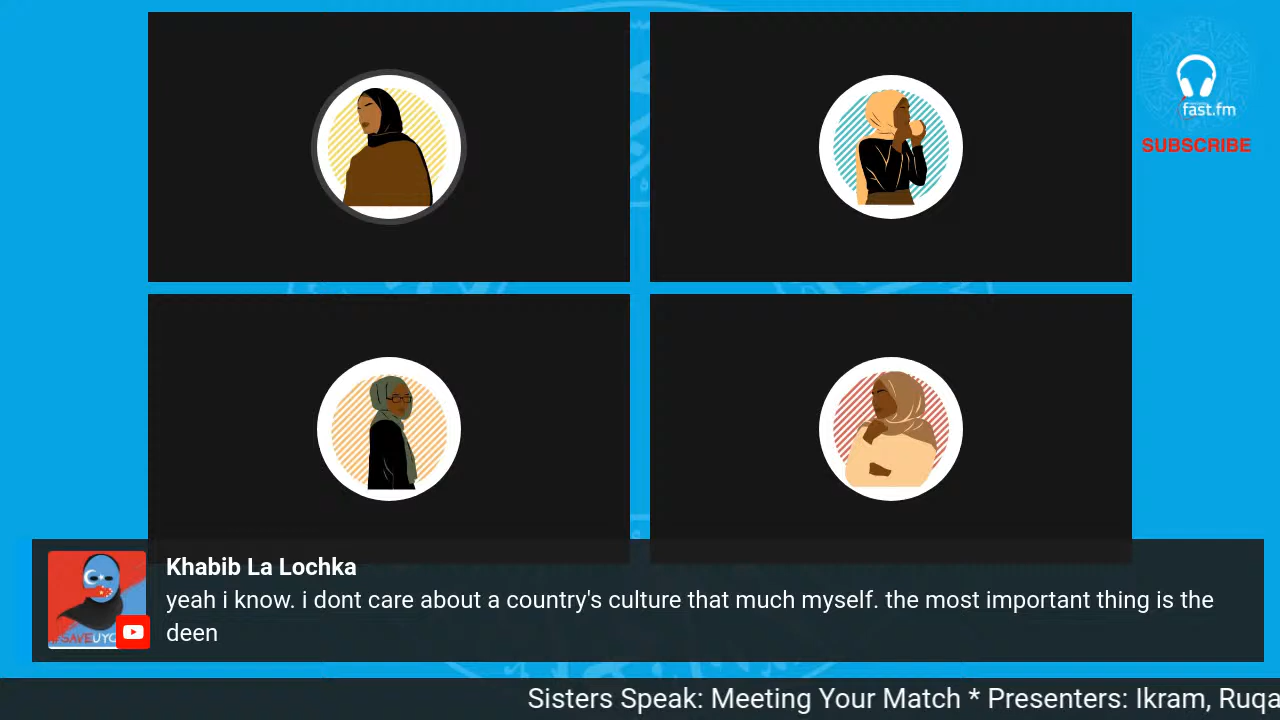 fast.fm
SUBSCRIBE
Khabib La Lochka
yeah i know. i dont care about a country's culture that much myself. the most important thing is the
deen
#SAVEUYG
Sisters Speak: Meeting Your Match * Presenters: Ikram, Ruqa